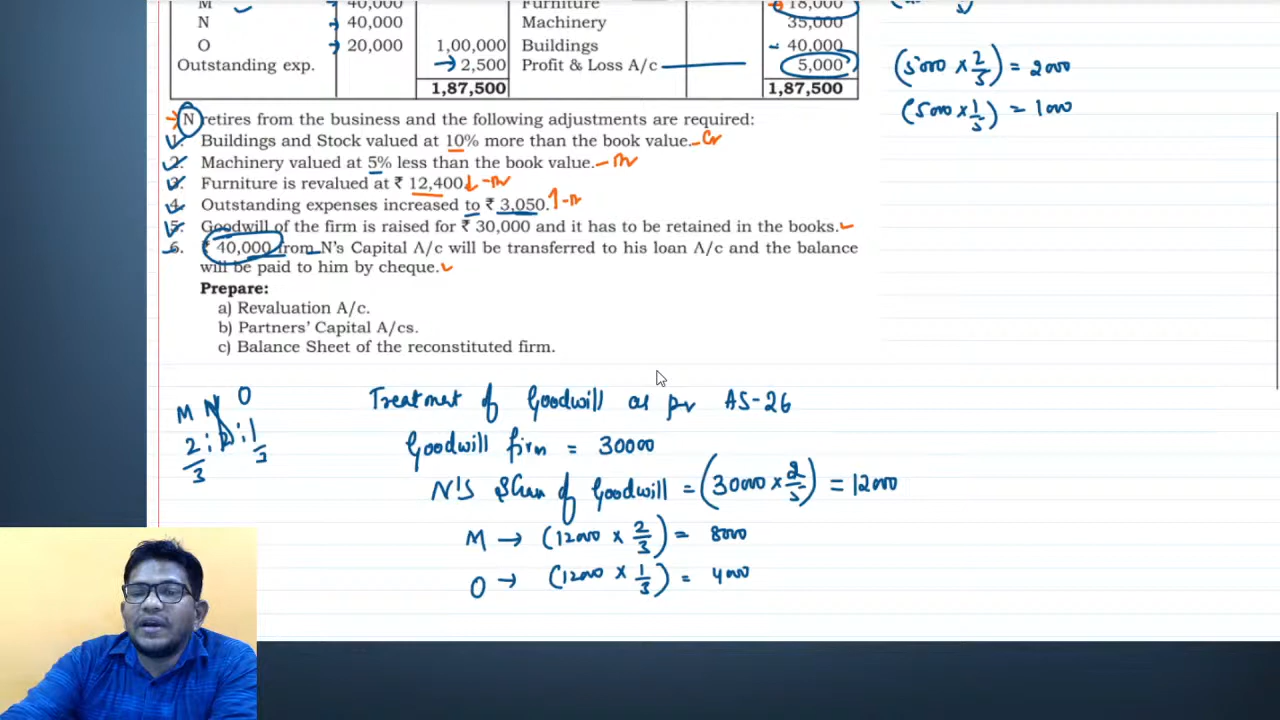 M 40,000 Furniture 18,000
N 40,000 Machinery 35,000
O 20,000 1,00,000 Buildings 40,000
Outstanding exp. 2,500 Profit & Loss A/c 5,000
1,87,500 1,87,500
(5000 × 2/5) = 2000
(5000 × 1/5) = 1000
N retires from the business and the following adjustments are required:
1. Buildings and Stock valued at 10% more than the book value. - Cr
2. Machinery valued at 5% less than the book value. - Dr
3. Furniture is revalued at ₹ 12,400 ↓ - Dr
4. Outstanding expenses increased to ₹ 3,050. ↑ - Dr
5. Goodwill of the firm is raised for ₹ 30,000 and it has to be retained in the books.
6. ₹ 40,000 from N's Capital A/c will be transferred to his loan A/c and the balance
will be paid to him by cheque.
Prepare:
a) Revaluation A/c.
b) Partners' Capital A/cs.
c) Balance Sheet of the reconstituted firm.
M N O
2/3 : 2 : 1/3
Treatment of Goodwill as per AS-26
Goodwill firm = 30000
N'S Share of Goodwill = (30000 × 2/5) = 12000
M → (12000 × 2/3) = 8000
O → (12000 × 1/3) = 4000